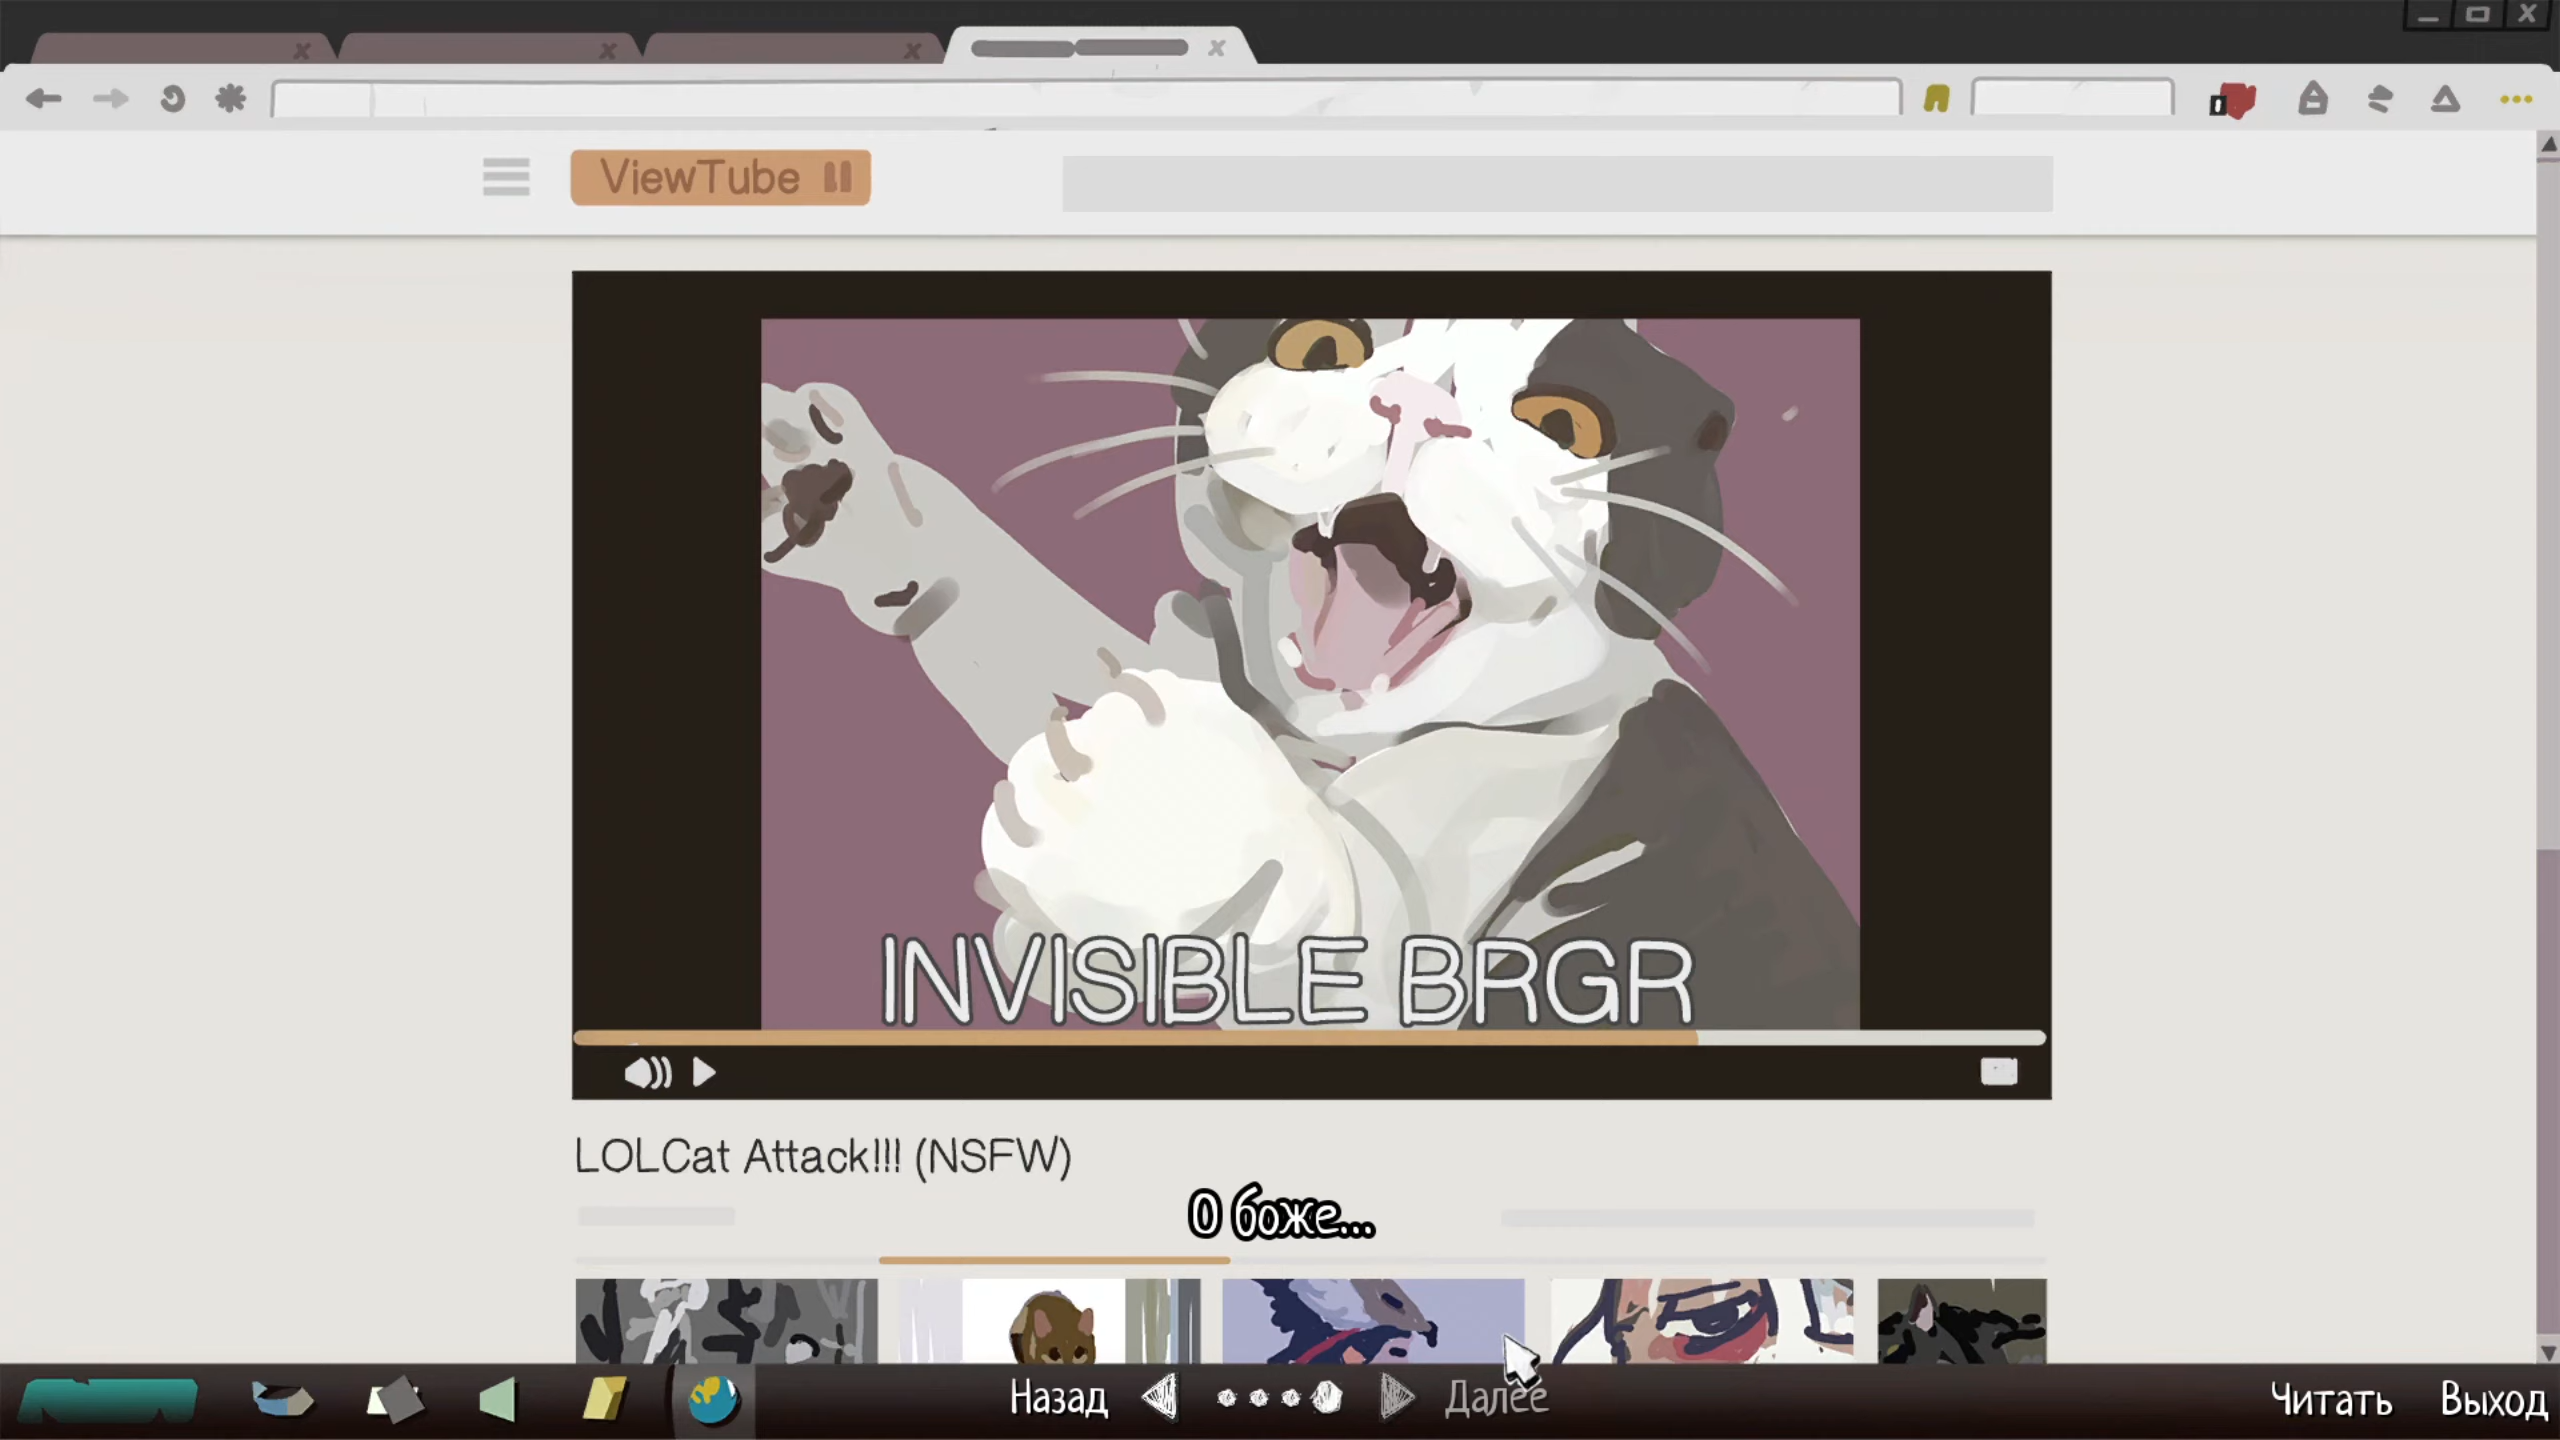 ViewTube
INVISIBLE BRGR
LOLCat Attack!!! (NSFW)
О боже...
Назад
Далее
Читать
Выход